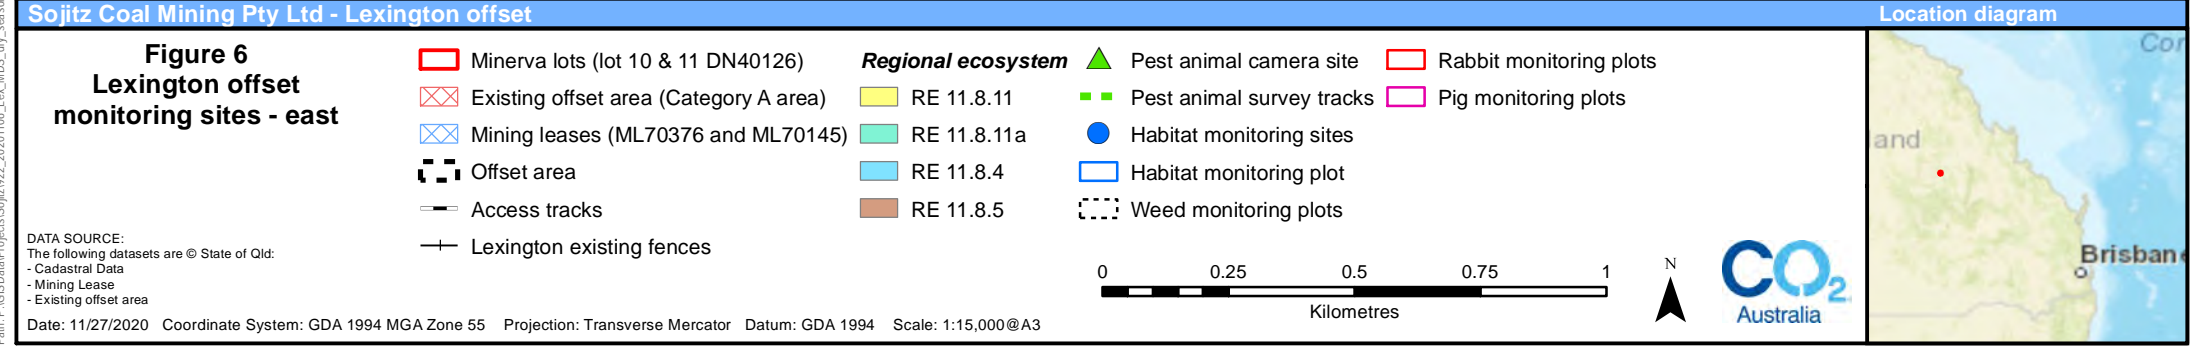 Sojitz Coal Mining Pty Ltd - Lexington offset
Location diagram
Figure 6
Lexington offset
monitoring sites - east
Minerva lots (lot 10 & 11 DN40126)
Existing offset area (Category A area)
Mining leases (ML70376 and ML70145)
Offset area
Access tracks
Lexington existing fences
Regional ecosystem
RE 11.8.11
RE 11.8.11a
RE 11.8.4
RE 11.8.5
Pest animal camera site
Pest animal survey tracks
Habitat monitoring sites
Habitat monitoring plot
Weed monitoring plots
Rabbit monitoring plots
Pig monitoring plots
DATA SOURCE:
The following datasets are © State of Qld:
- Cadastral Data
- Mining Lease
- Existing offset area
Date: 11/27/2020 Coordinate System: GDA 1994 MGA Zone 55 Projection: Transverse Mercator Datum: GDA 1994 Scale: 1:15,000@A3
0 0.25 0.5 0.75 1
Kilometres
N
CO2
Australia
Cor
land
Brisban